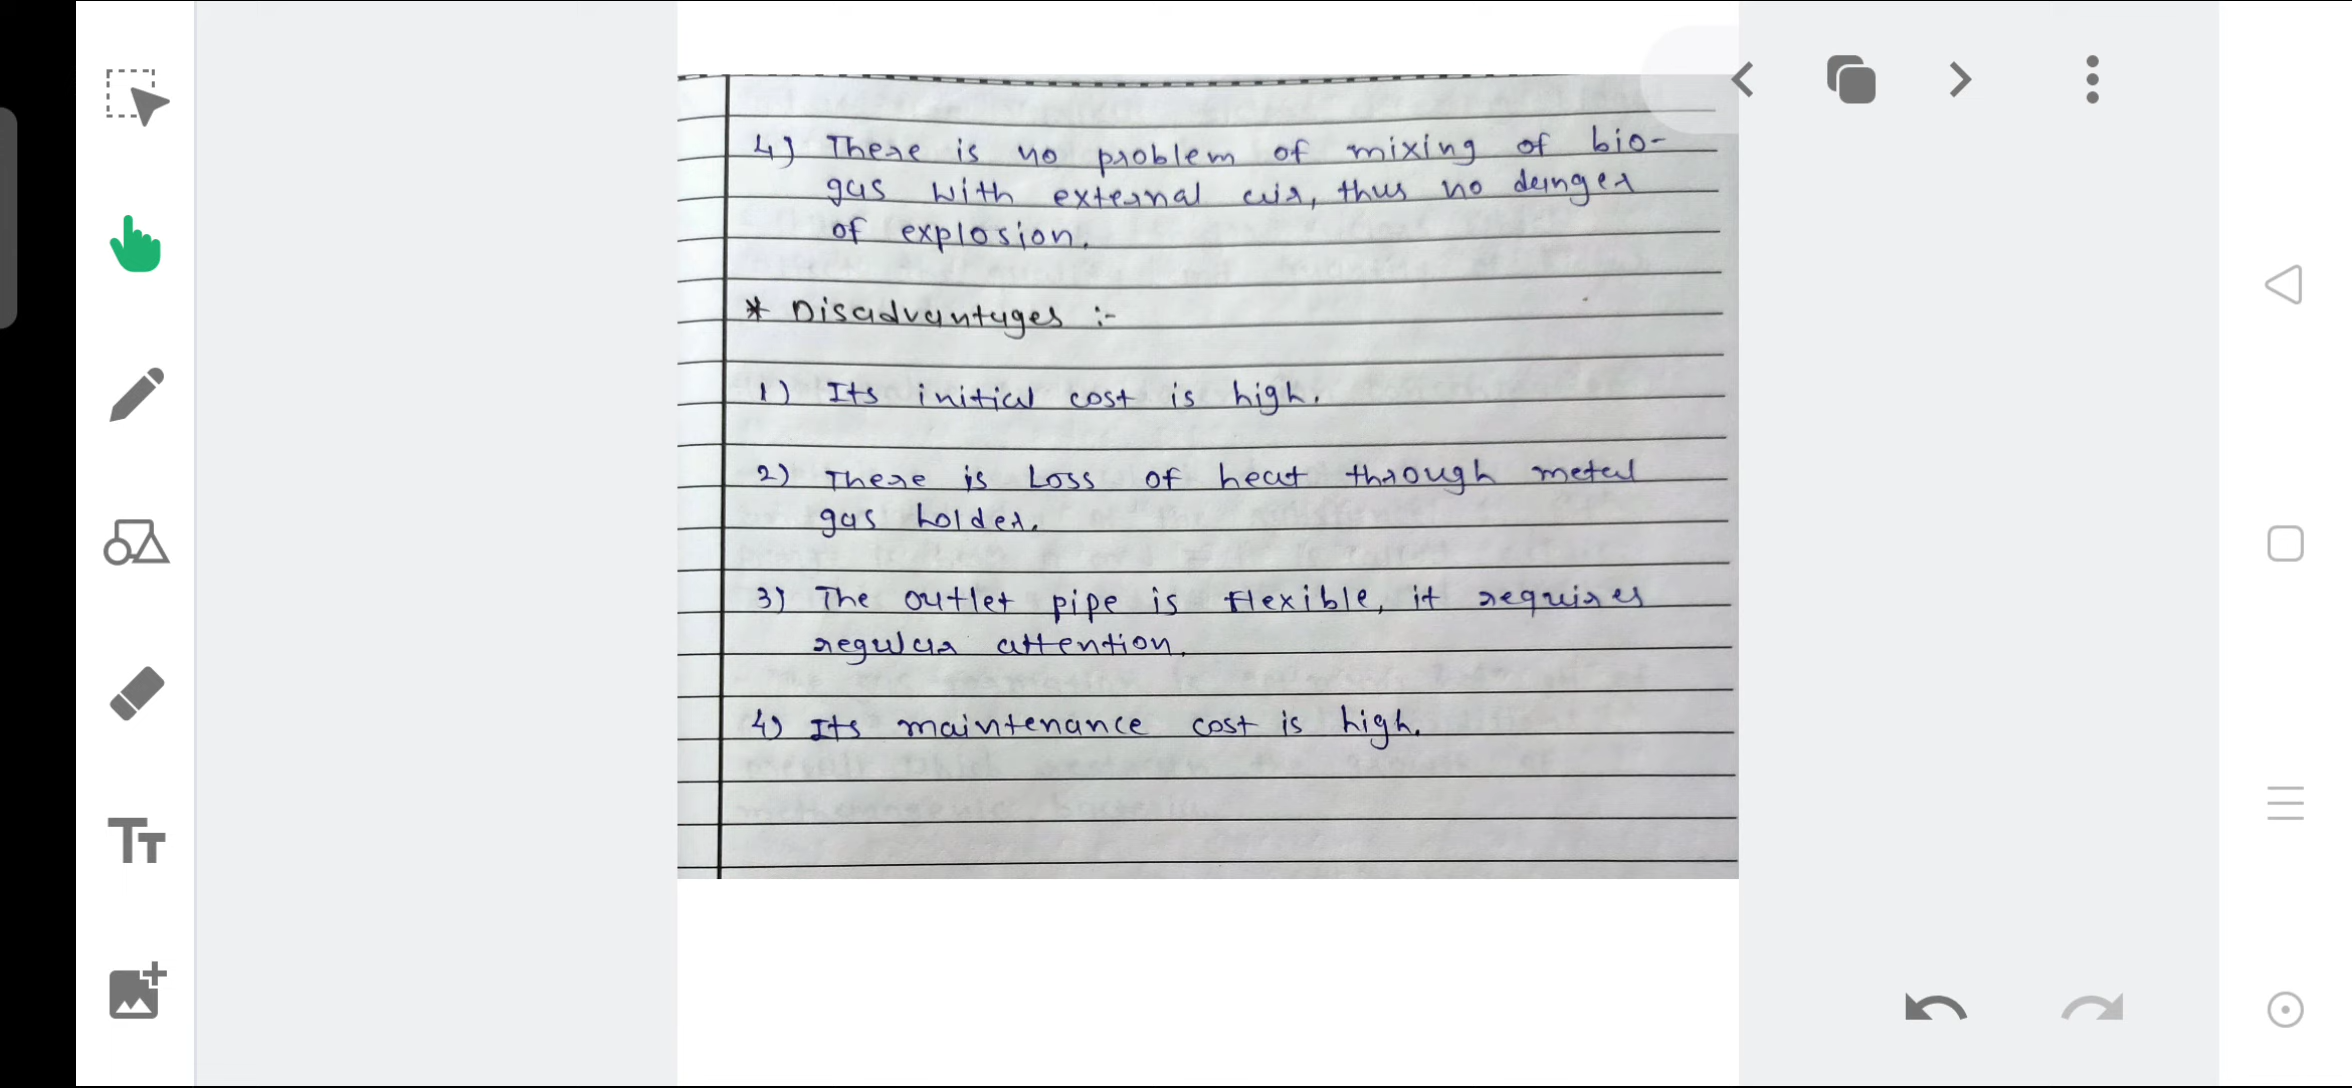 4) There is no problem of mixing of bio-
gas with external air, thus no danger
of explosion.
* Disadvantages :-
1) Its initial cost is high.
2) There is Loss of heat through metal
gas holder.
3) The outlet pipe is flexible, it requires
regular attention.
4) Its maintenance cost is high.
TT